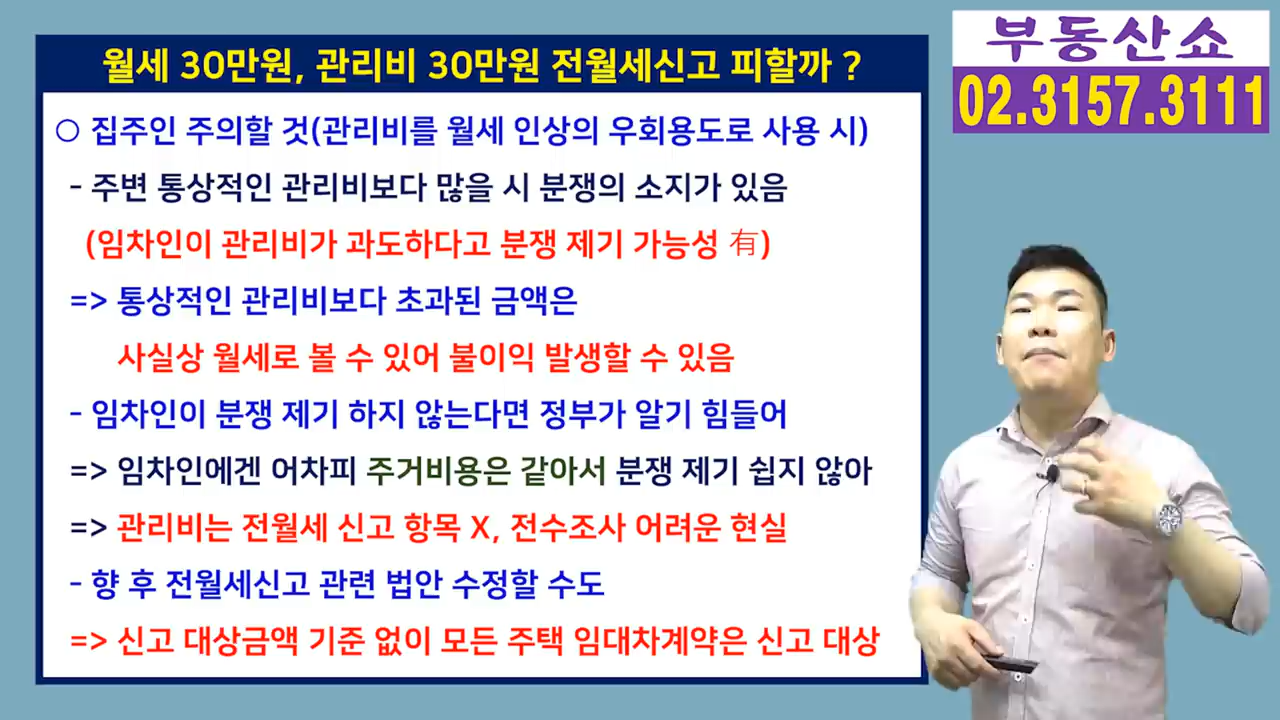 월세 30만원, 관리비 30만원 전월세신고 피할까 ?
부동산쇼
02.3157.3111
○ 집주인 주의할 것(관리비를 월세 인상의 우회용도로 사용 시)
- 주변 통상적인 관리비보다 많을 시 분쟁의 소지가 있음
(임차인이 관리비가 과도하다고 분쟁 제기 가능성 有)
=> 통상적인 관리비보다 초과된 금액은
사실상 월세로 볼 수 있어 불이익 발생할 수 있음
- 임차인이 분쟁 제기 하지 않는다면 정부가 알기 힘들어
=> 임차인에겐 어차피 주거비용은 같아서 분쟁 제기 쉽지 않아
=> 관리비는 전월세 신고 항목 X, 전수조사 어려운 현실
- 향 후 전월세신고 관련 법안 수정할 수도
=> 신고 대상금액 기준 없이 모든 주택 임대차계약은 신고 대상